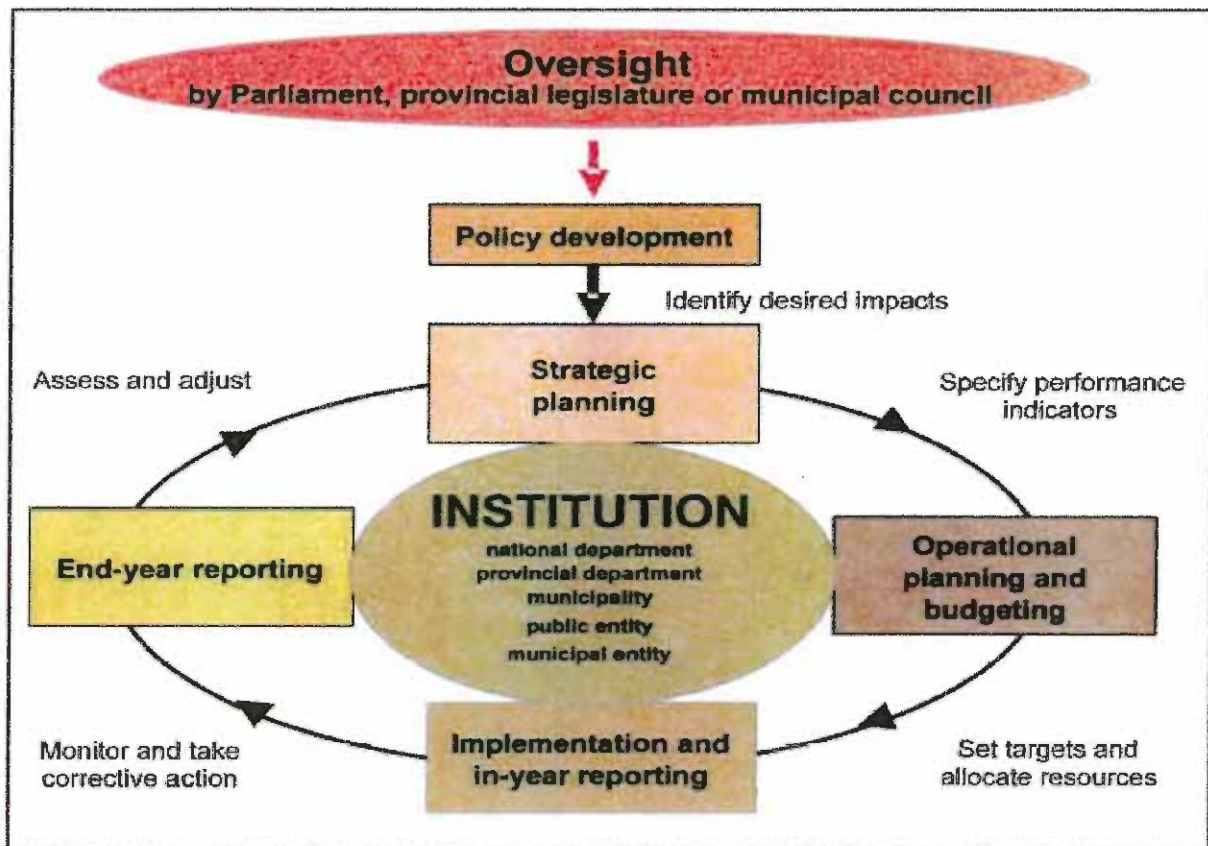 Oversight
by Parliament, provincial legislature or municipal council
Policy development
Identify desired impacts
Strategic
planning
Assess and adjust
Specify performance
indicators
INSTITUTION
national department
provincial department
municipality
public entity
municipal entity
End-year reporting
Operational
planning and
budgeting
Implementation and
in-year reporting
Monitor and take
corrective action
Set targets and
allocate resources